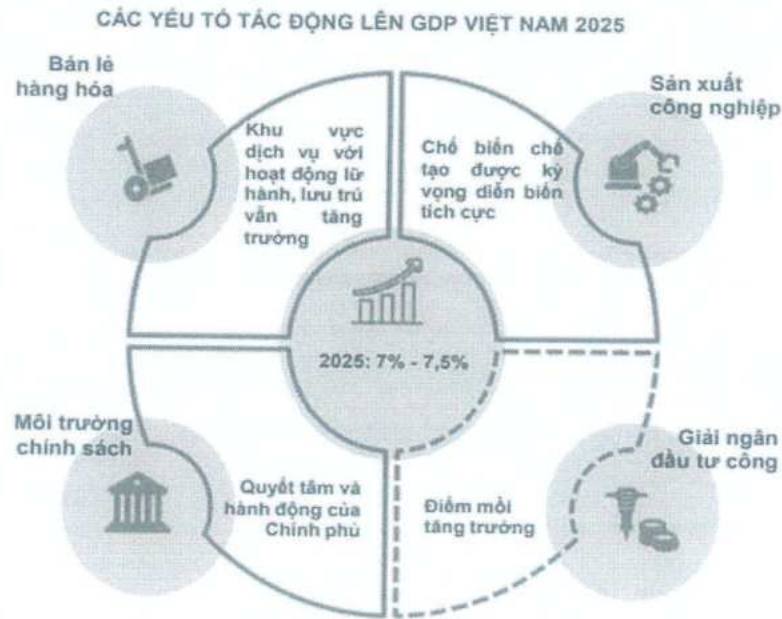 CÁC YẾU TỐ TÁC ĐỘNG LÊN GDP VIỆT NAM 2025
Bán lẻ
hàng hóa
Khu vực
dịch vụ với
hoạt động lữ
hành, lưu trú
vẫn tăng
trưởng
Chế biến chế
tạo được kỳ
vọng diễn biến
tích cực
Sản xuất
công nghiệp
2025: 7% - 7,5%
Môi trường
chính sách
Quyết tâm và
hành động của
Chính phủ
Điểm mồi
tăng trưởng
Giải ngân
đầu tư công